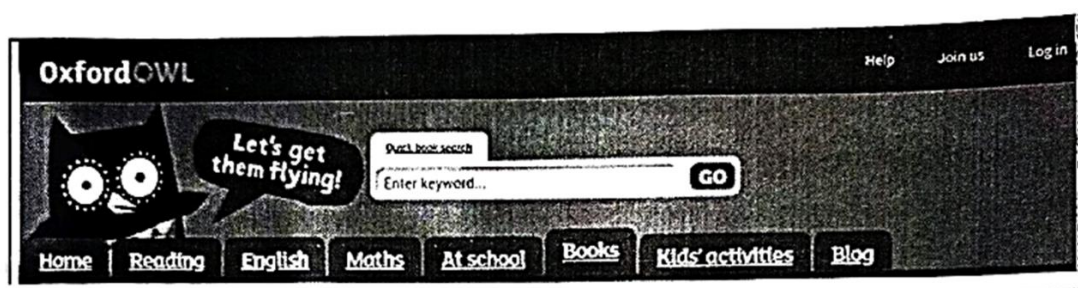 OxfordOWL
Help Join us Log in
Let's get
them flying!
Quick book search
Enter keyword...
GO
Home Reading English Maths At school Books Kids' activities Blog